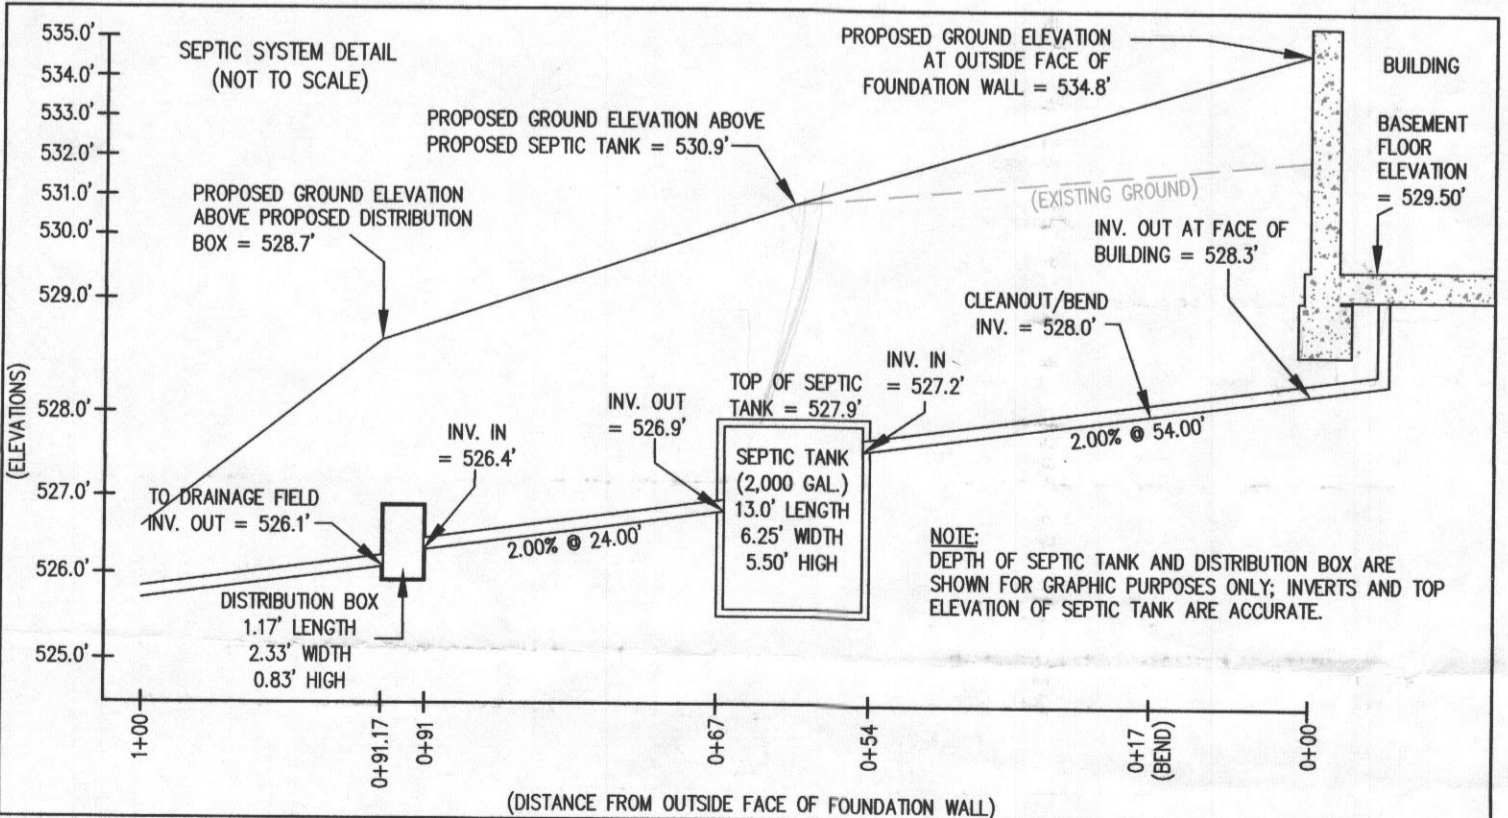 535.0'
534.0'
533.0'
532.0'
531.0'
530.0'
529.0'
528.0'
527.0'
526.0'
525.0'
(ELEVATIONS)
SEPTIC SYSTEM DETAIL
(NOT TO SCALE)
PROPOSED GROUND ELEVATION
AT OUTSIDE FACE OF
FOUNDATION WALL = 534.8'
BUILDING
PROPOSED GROUND ELEVATION ABOVE
PROPOSED SEPTIC TANK = 530.9'
BASEMENT
FLOOR
ELEVATION
= 529.50'
PROPOSED GROUND ELEVATION
ABOVE PROPOSED DISTRIBUTION
BOX = 528.7'
(EXISTING GROUND)
INV. OUT AT FACE OF
BUILDING = 528.3'
CLEANOUT/BEND
INV. = 528.0'
INV. IN
= 527.2'
TOP OF SEPTIC
TANK = 527.9'
INV. OUT
= 526.9'
INV. IN
= 526.4'
2.00% @ 54.00'
SEPTIC TANK
(2,000 GAL.)
13.0' LENGTH
6.25' WIDTH
5.50' HIGH
TO DRAINAGE FIELD
INV. OUT = 526.1'
2.00% @ 24.00'
NOTE:
DEPTH OF SEPTIC TANK AND DISTRIBUTION BOX ARE
SHOWN FOR GRAPHIC PURPOSES ONLY; INVERTS AND TOP
ELEVATION OF SEPTIC TANK ARE ACCURATE.
DISTRIBUTION BOX
1.17' LENGTH
2.33' WIDTH
0.83' HIGH
1+00
0+91.17
0+91
0+67
0+54
0+17
(BEND)
0+00
(DISTANCE FROM OUTSIDE FACE OF FOUNDATION WALL)